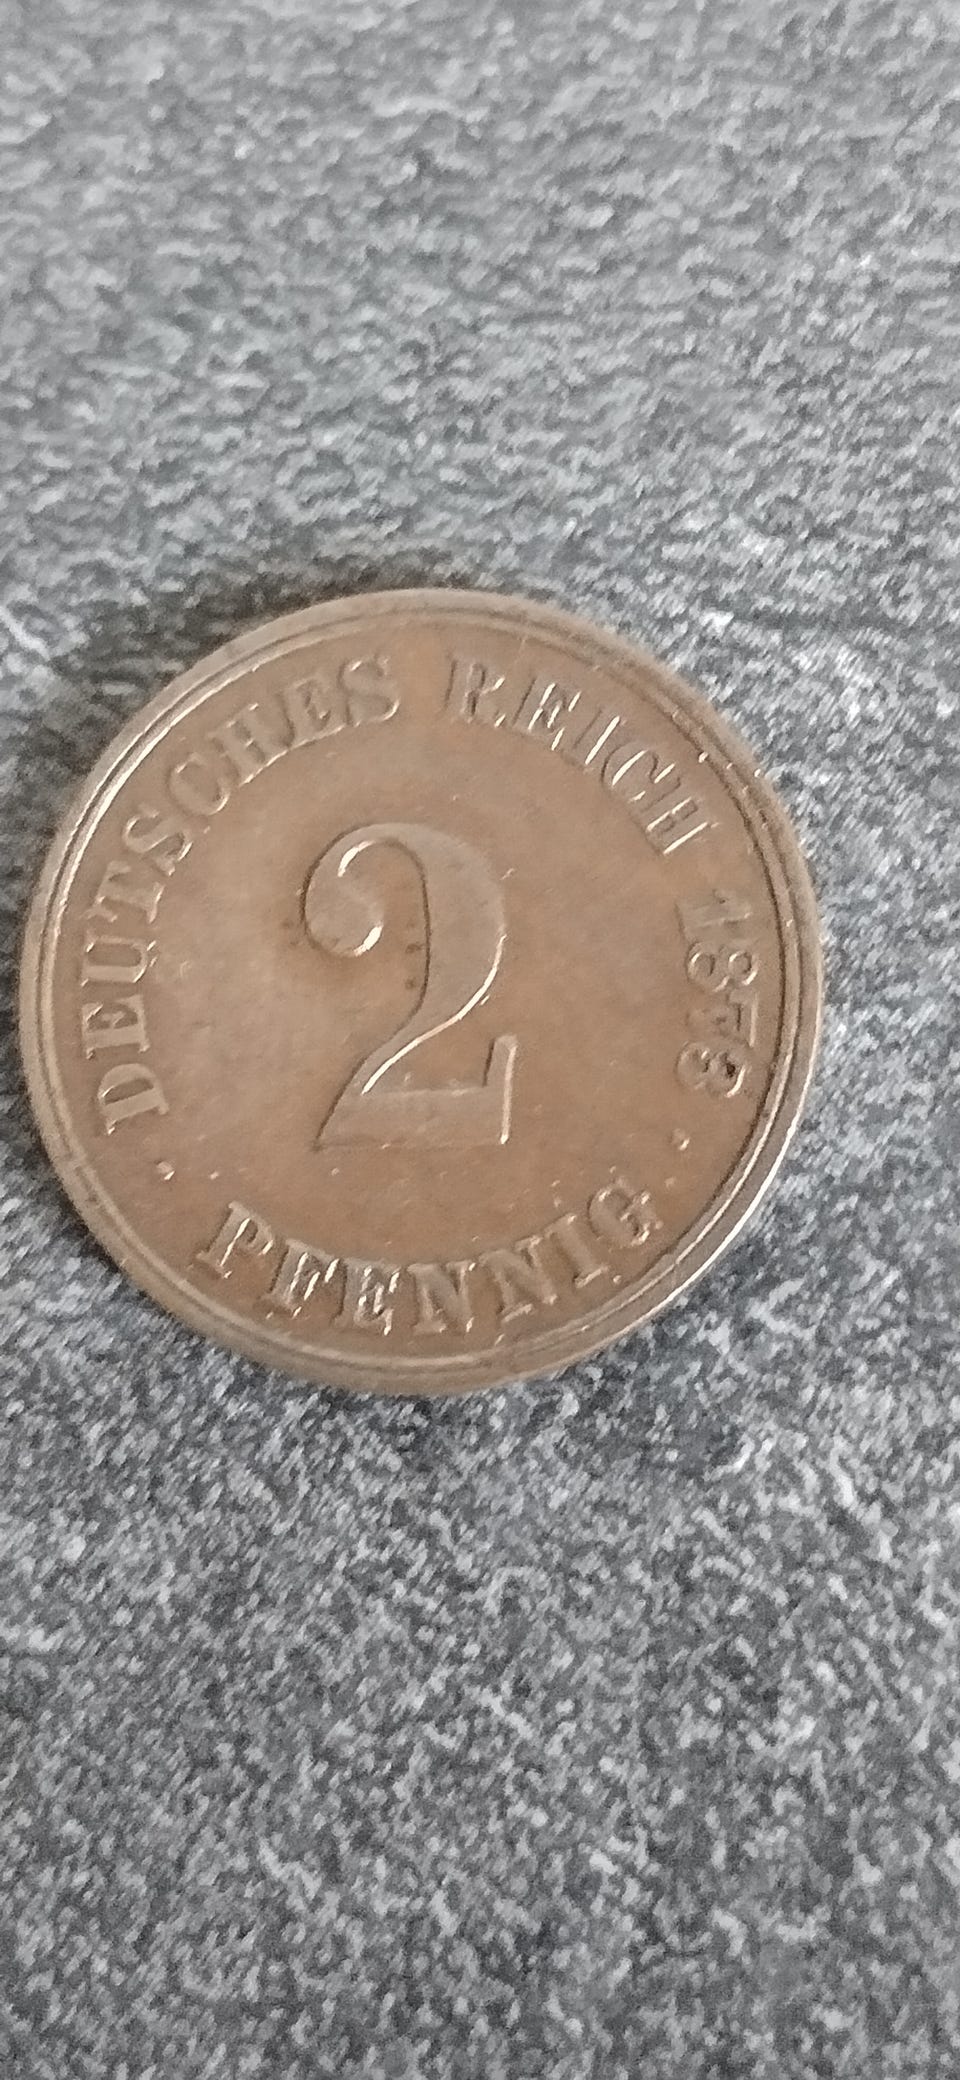 DEUTSCHES REICH 1873
2
PFENNIG